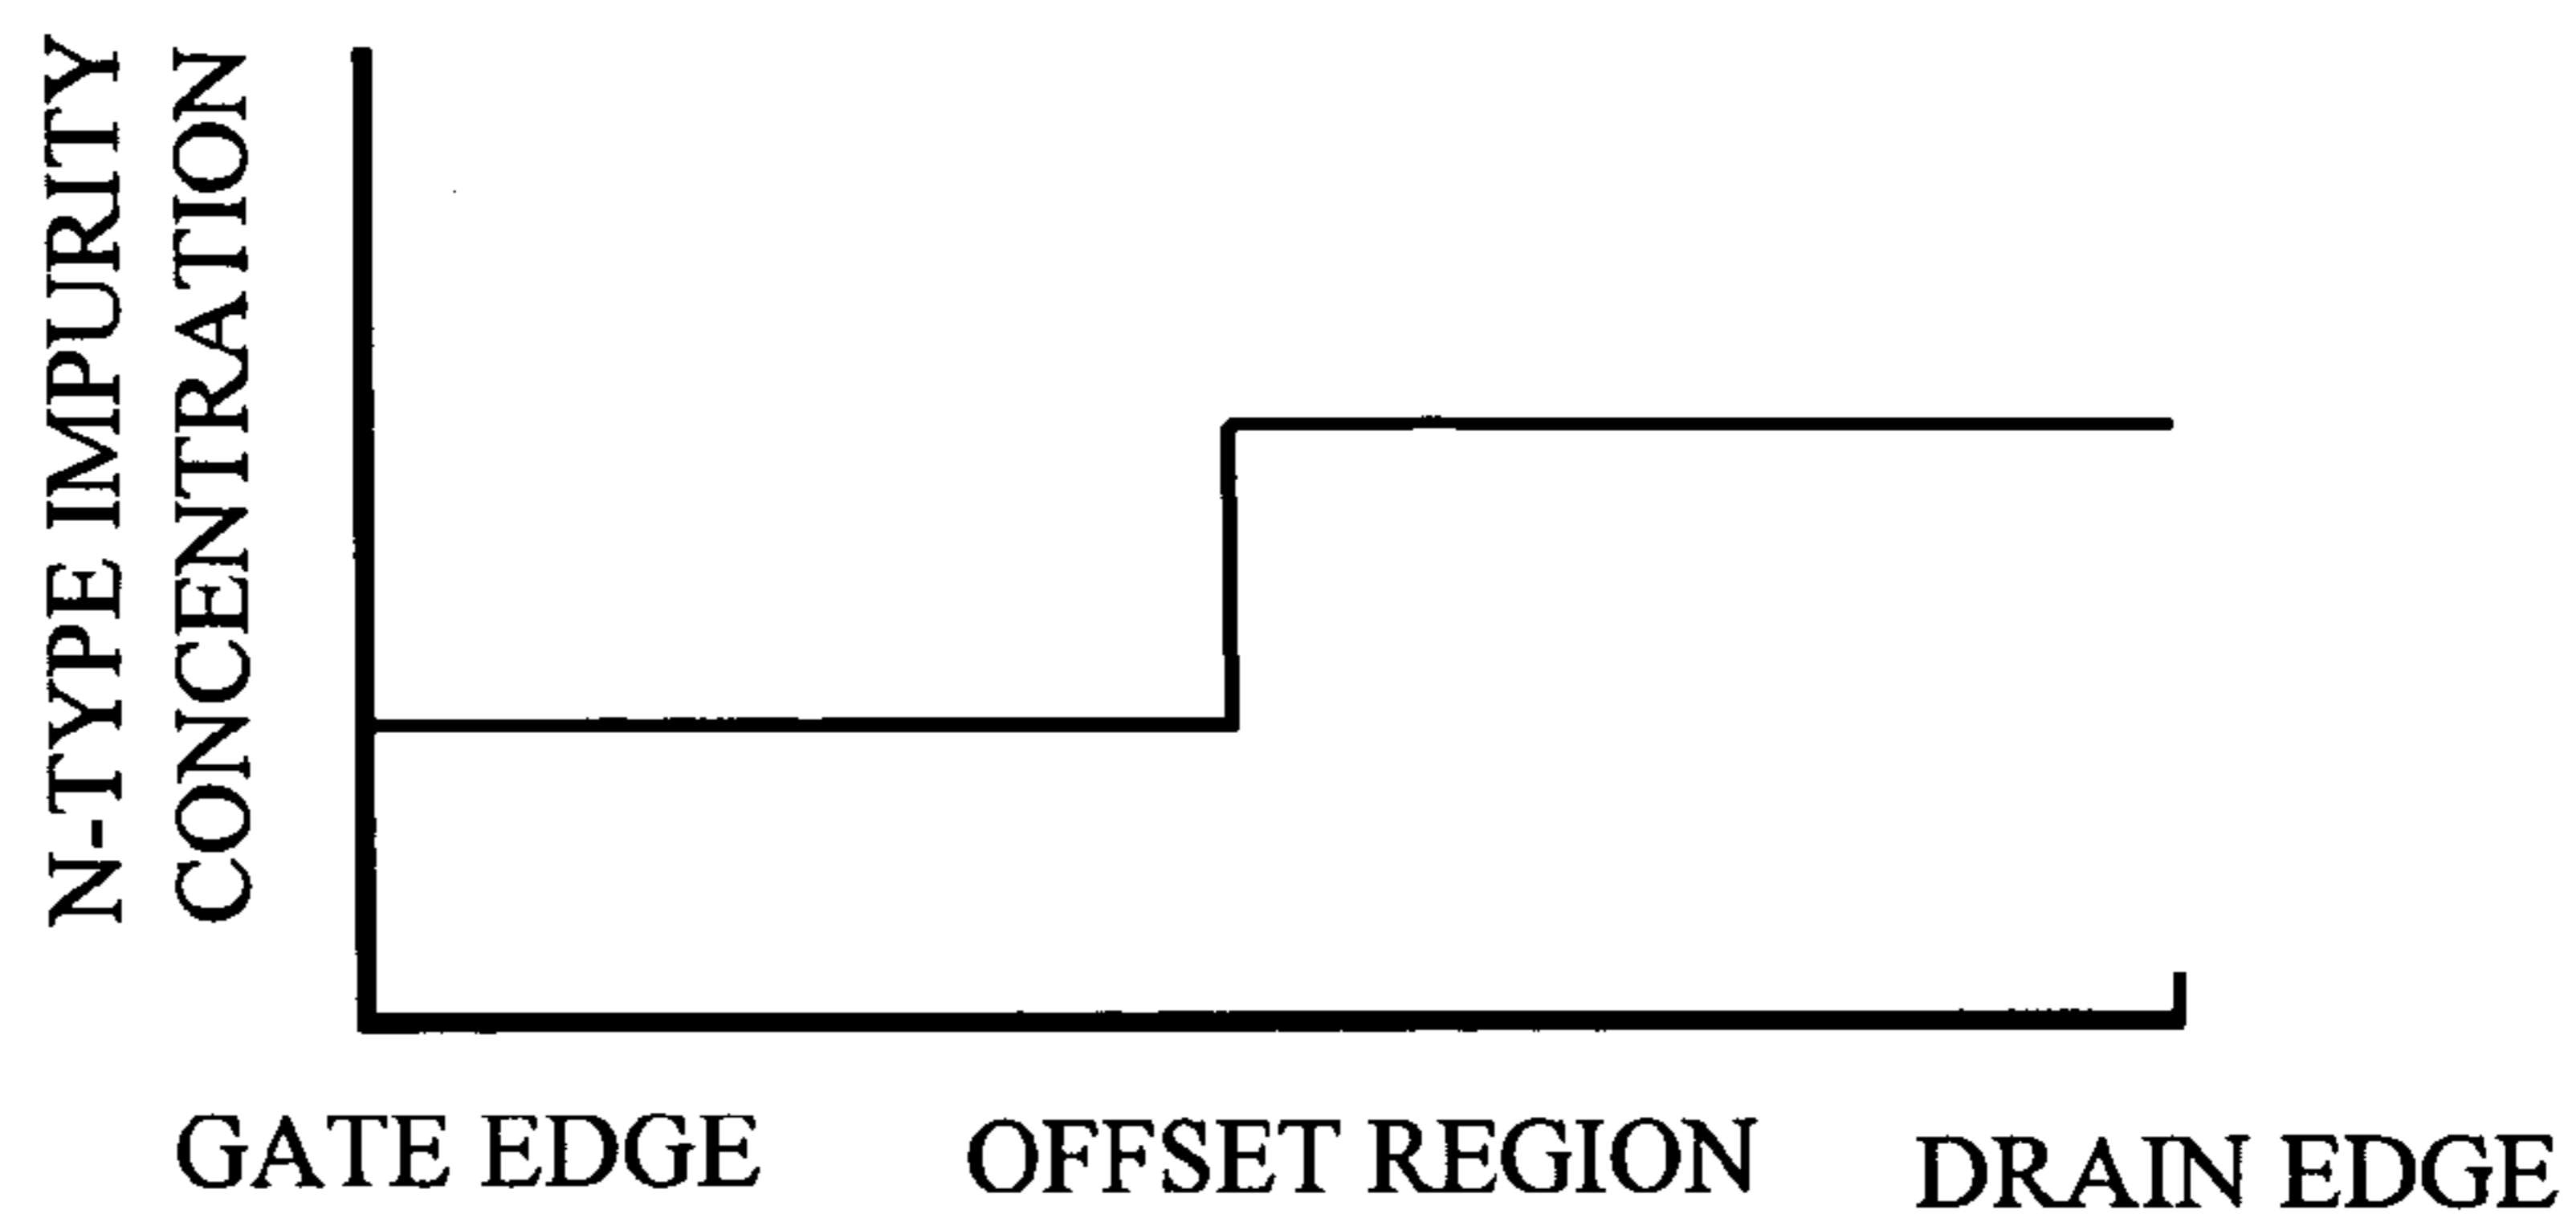 N-TYPE IMPURITY
CONCENTRATION
GATE EDGE
OFFSET REGION
DRAIN EDGE